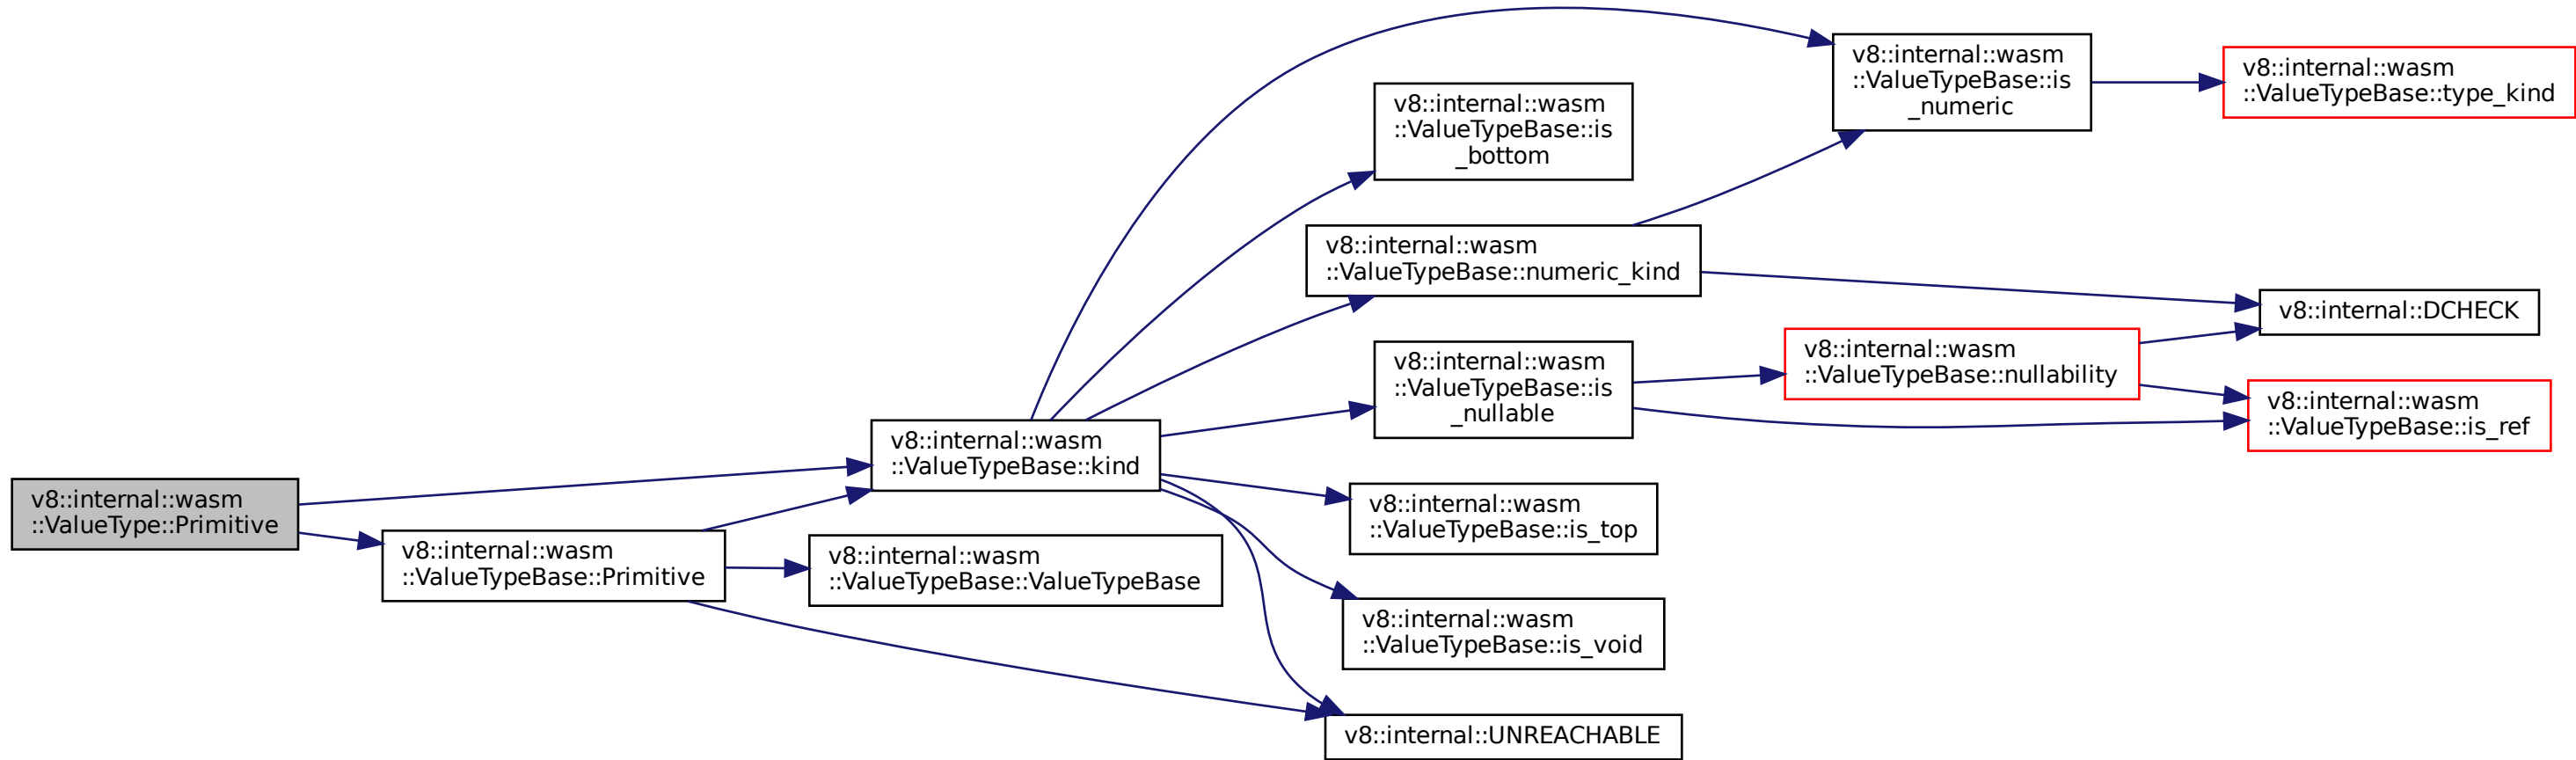 v8::internal::wasm
::ValueType::Primitive
v8::internal::wasm
::ValueTypeBase::Primitive
v8::internal::wasm
::ValueTypeBase::kind
v8::internal::wasm
::ValueTypeBase::ValueTypeBase
v8::internal::wasm
::ValueTypeBase::is
_bottom
v8::internal::wasm
::ValueTypeBase::numeric_kind
v8::internal::wasm
::ValueTypeBase::is
_nullable
v8::internal::wasm
::ValueTypeBase::is_top
v8::internal::wasm
::ValueTypeBase::is_void
v8::internal::UNREACHABLE
v8::internal::wasm
::ValueTypeBase::is
_numeric
v8::internal::wasm
::ValueTypeBase::nullability
v8::internal::wasm
::ValueTypeBase::type_kind
v8::internal::DCHECK
v8::internal::wasm
::ValueTypeBase::is_ref